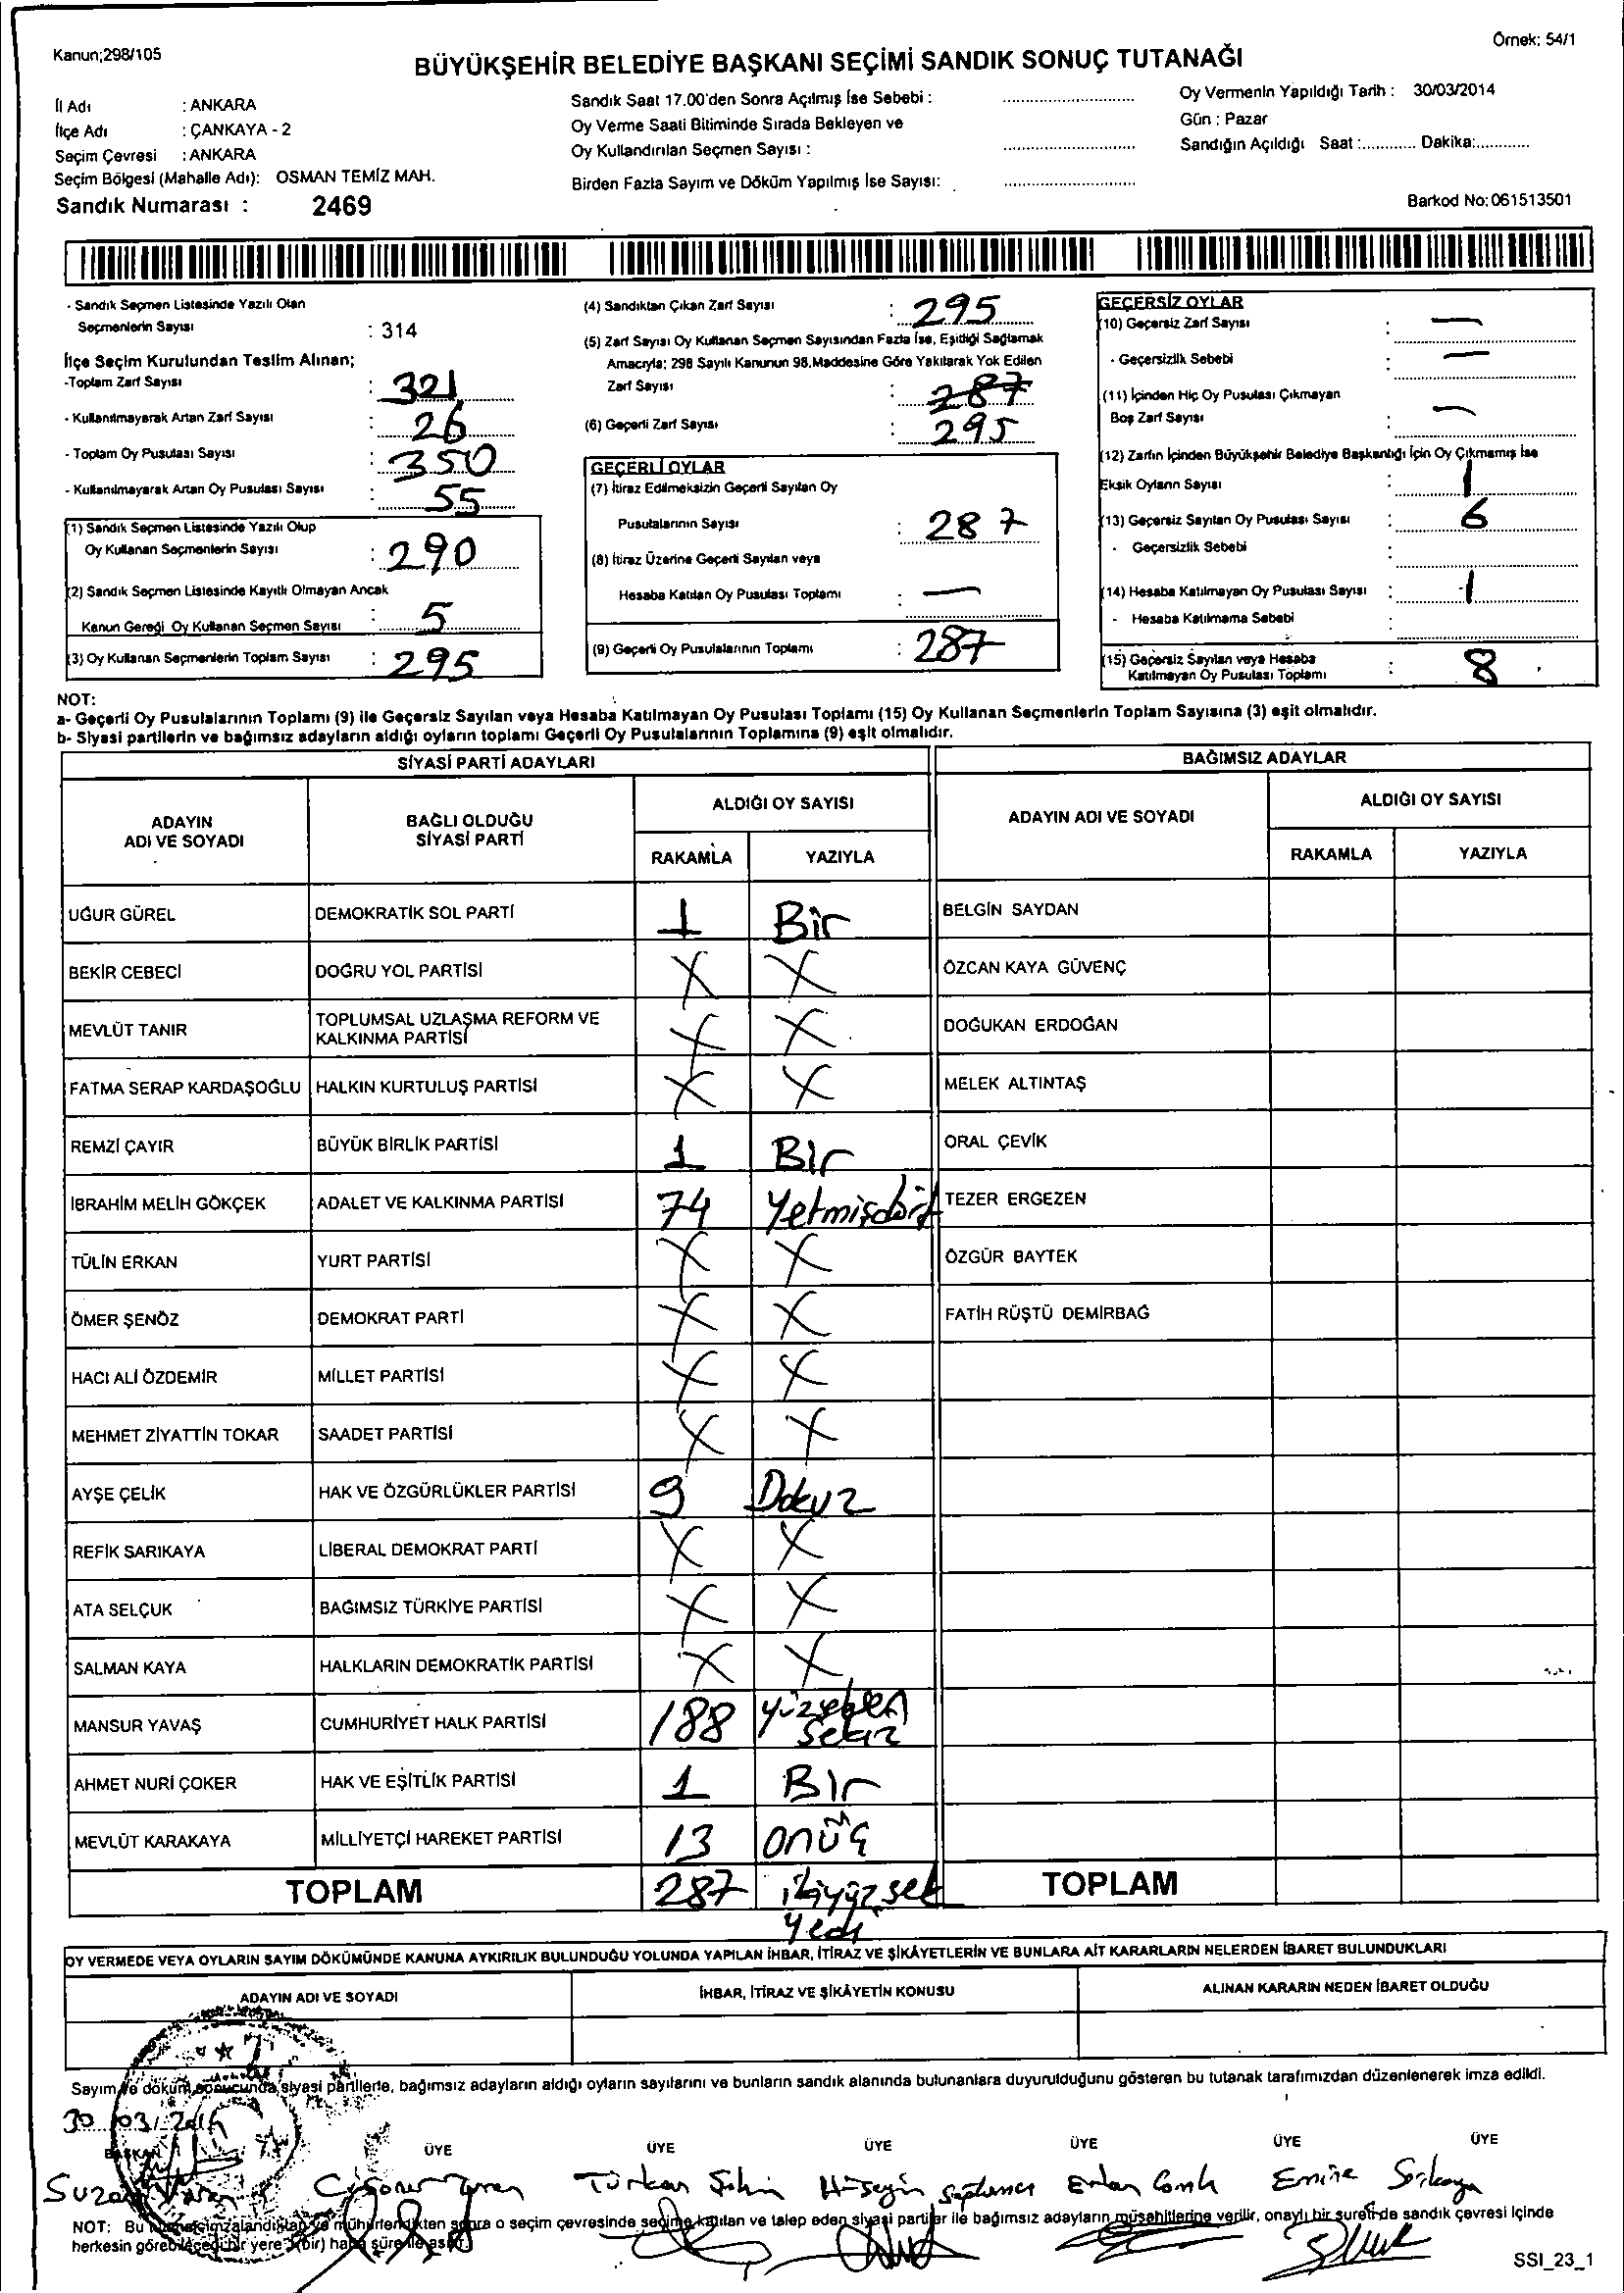 Kanun;298/105
Örnek: 54/1
BÜYÜKŞEHİR BELEDİYE BAŞKANI SEÇİMİ SANDIK SONUÇ TUTANAĞI
İl Adı : ANKARA
İlçe Adı : ÇANKAYA - 2
Seçim Çevresi : ANKARA
Seçim Bölgesi (Mahalle Adı): OSMAN TEMİZ MAH.
Sandık Numarası : 2469
Sandık Saat 17.00'den Sonra Açılmış İse Sebebi :
Oy Verme Saati Bitiminde Sırada Bekleyen ve
Oy Kullandırılan Seçmen Sayısı :
Birden Fazla Sayım ve Döküm Yapılmış İse Sayısı:
Oy Vermenin Yapıldığı Tarih : 30/03/2014
Gün : Pazar
Sandığın Açıldığı Saat :............ Dakika:............
Barkod No: 061513501
- Sandık Seçmen Listesinde Yazılı Olan
Seçmenlerin Sayısı : 314
İlçe Seçim Kurulundan Teslim Alınan;
-Toplam Zarf Sayısı : 321
- Kullanılmayarak Artan Zarf Sayısı : 26
- Toplam Oy Pusulası Sayısı : 350
- Kullanılmayarak Artan Oy Pusulası Sayısı : 55
(1) Sandık Seçmen Listesinde Yazılı Olup
Oy Kullanan Seçmenlerin Sayısı : 290
(2) Sandık Seçmen Listesinde Kayıtlı Olmayan Ancak
Kanun Gereği Oy Kullanan Seçmen Sayısı : 5
(3) Oy Kullanan Seçmenlerin Toplam Sayısı : 295
(4) Sandıktan Çıkan Zarf Sayısı : 295
(5) Zarf Sayısı Oy Kullanan Seçmen Sayısından Fazla İse, Eşitliği Sağlamak
Amacıyla; 298 Sayılı Kanunun 98.Maddesine Göre Yakılarak Yok Edilen
Zarf Sayısı : 287
(6) Geçerli Zarf Sayısı : 295
GEÇERLİ OYLAR
(7) İtiraz Edilmeksizin Geçerli Sayılan Oy
Pusulalarının Sayısı : 287
(8) İtiraz Üzerine Geçerli Sayılan veya
Hesaba Katılan Oy Pusulası Toplamı : —
(9) Geçerli Oy Pusulalarının Toplamı : 287
GEÇERSİZ OYLAR
(10) Geçersiz Zarf Sayısı : —
- Geçersizlik Sebebi : —
(11) İçinden Hiç Oy Pusulası Çıkmayan
Boş Zarf Sayısı : —
(12) Zarfın İçinden Büyükşehir Belediye Başkanlığı İçin Oy Çıkmamış İse
Eksik Oyların Sayısı : 1
(13) Geçersiz Sayılan Oy Pusulası Sayısı : 6
- Geçersizlik Sebebi :
(14) Hesaba Katılmayan Oy Pusulası Sayısı : 1
- Hesaba Katılmama Sebebi :
(15) Geçersiz Sayılan veya Hesaba
Katılmayan Oy Pusulası Toplamı : 8
NOT:
a- Geçerli Oy Pusulalarının Toplamı (9) ile Geçersiz Sayılan veya Hesaba Katılmayan Oy Pusulası Toplamı (15) Oy Kullanan Seçmenlerin Toplam Sayısına (3) eşit olmalıdır.
b- Siyasi partilerin ve bağımsız adayların aldığı oyların toplamı Geçerli Oy Pusulalarının Toplamına (9) eşit olmalıdır.
SİYASİ PARTİ ADAYLARI
BAĞIMSIZ ADAYLAR
ADAYIN
ADI VE SOYADI
BAĞLI OLDUĞU
SİYASİ PARTİ
ALDIĞI OY SAYISI
RAKAMLA YAZIYLA
ADAYIN ADI VE SOYADI
ALDIĞI OY SAYISI
RAKAMLA YAZIYLA
UĞUR GÜREL DEMOKRATİK SOL PARTİ 1 Bir BELGİN SAYDAN
BEKİR CEBECİ DOĞRU YOL PARTİSİ X X ÖZCAN KAYA GÜVENÇ
MEVLÜT TANIR TOPLUMSAL UZLAŞMA REFORM VE
KALKINMA PARTİSİ X X DOĞUKAN ERDOĞAN
FATMA SERAP KARDAŞOĞLU HALKIN KURTULUŞ PARTİSİ X X MELEK ALTINTAŞ
REMZİ ÇAYIR BÜYÜK BİRLİK PARTİSİ 1 Bir ORAL ÇEVİK
İBRAHİM MELİH GÖKÇEK ADALET VE KALKINMA PARTİSİ 74 Yetmişdört TEZER ERGEZEN
TÜLİN ERKAN YURT PARTİSİ X X ÖZGÜR BAYTEK
ÖMER ŞENÖZ DEMOKRAT PARTİ X X FATİH RÜŞTÜ DEMİRBAĞ
HACI ALİ ÖZDEMİR MİLLET PARTİSİ X X
MEHMET ZİYATTİN TOKAR SAADET PARTİSİ X X
AYŞE ÇELİK HAK VE ÖZGÜRLÜKLER PARTİSİ 9 Dokuz
REFİK SARIKAYA LİBERAL DEMOKRAT PARTİ X X
ATA SELÇUK BAĞIMSIZ TÜRKİYE PARTİSİ X X
SALMAN KAYA HALKLARIN DEMOKRATİK PARTİSİ X X
MANSUR YAVAŞ CUMHURİYET HALK PARTİSİ 188 yüzseksen
sekiz
AHMET NURİ ÇOKER HAK VE EŞİTLİK PARTİSİ 1 Bir
MEVLÜT KARAKAYA MİLLİYETÇİ HAREKET PARTİSİ 13 onüç
TOPLAM 287 ikiyüzsek
yedi
TOPLAM
OY VERMEDE VEYA OYLARIN SAYIM DÖKÜMÜNDE KANUNA AYKIRILIK BULUNDUĞU YOLUNDA YAPILAN İHBAR, İTİRAZ VE ŞİKÂYETLERİN VE BUNLARA AİT KARARLARIN NELERDEN İBARET BULUNDUKLARI
ADAYIN ADI VE SOYADI İHBAR, İTİRAZ VE ŞİKÂYETİN KONUSU ALINAN KARARIN NEDEN İBARET OLDUĞU
Sayım ve döküm sonucunda siyasi partilerle, bağımsız adayların aldığı oyların sayılarını ve bunların sandık alanında bulunanlara duyurulduğunu gösteren bu tutanak tarafımızdan düzenlenerek imza edildi.
30/03/2014
BAŞKAN ÜYE ÜYE ÜYE ÜYE ÜYE ÜYE
Suzan Türkan Şahin Hüseyin Erkan Emine
NOT: Bu tutanak imzalandıktan ve mühürlendikten sonra o seçim çevresinde seçime katılan ve talep eden siyasi partiler ile bağımsız adayların müşahitlerine verilir, onaylı bir sureti de sandık çevresi içinde
herkesin görebileceği bir yere 1(bir) hafta süre ile asılır.
SSI_23_1